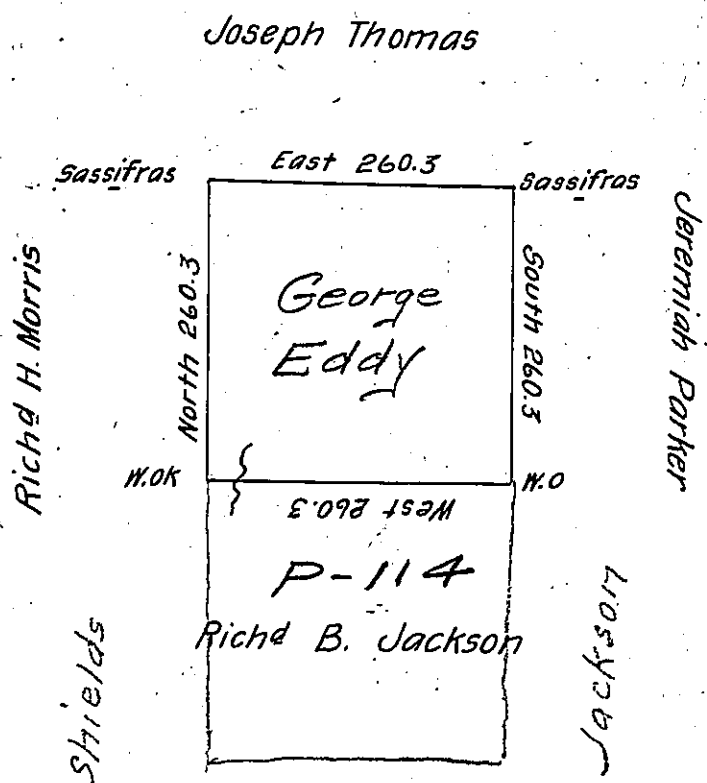 Joseph Thomas
East 260.3
Sassifras
Sassifras
Richd H. Morris
North 260.3
George
Eddy
South 260.3
Jeremiah Parker
W.OK
W.O
West 260.3
P-114
Richd B. Jackson
Shields
Jackson